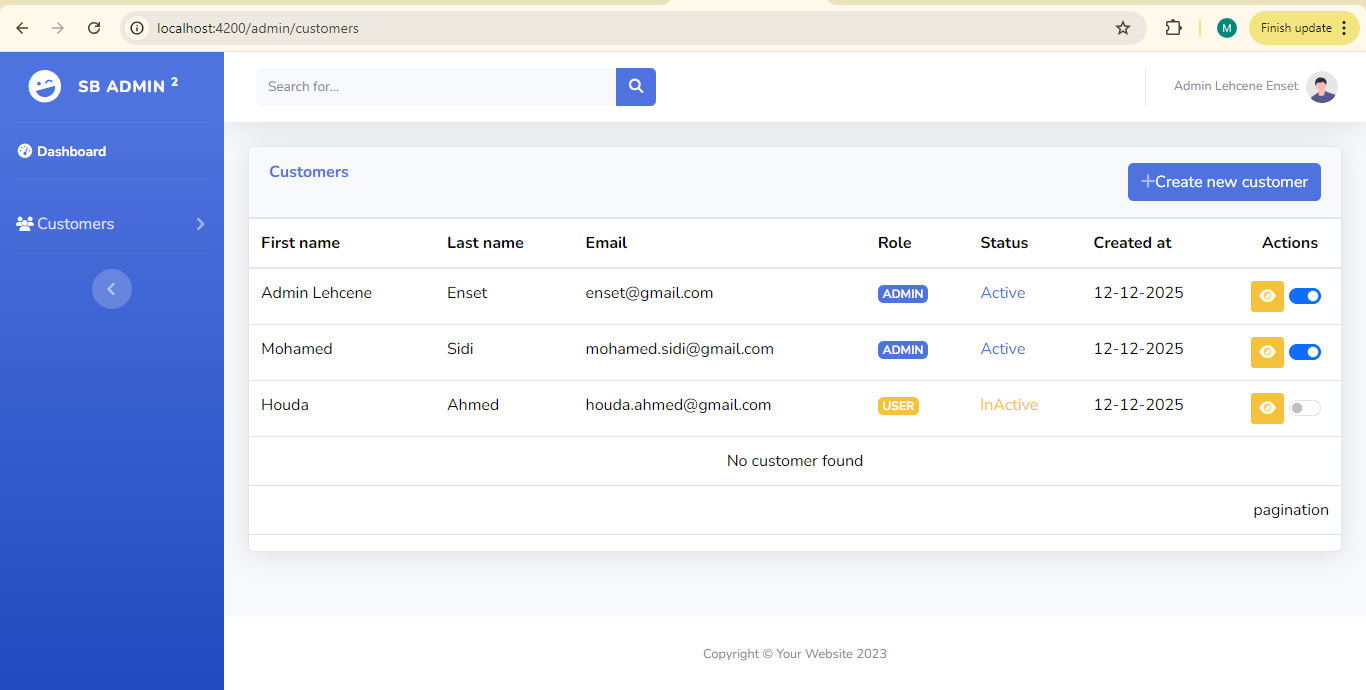 localhost:4200/admin/customers
M
Finish update
SB ADMIN 2
Search for...
Admin Lehcene Enset
Dashboard
Customers
Customers
Create new customer
First name Last name Email Role Status Created at Actions
Admin Lehcene Enset enset@gmail.com ADMIN Active 12-12-2025
Mohamed Sidi mohamed.sidi@gmail.com ADMIN Active 12-12-2025
Houda Ahmed houda.ahmed@gmail.com USER InActive 12-12-2025
No customer found
pagination
Copyright © Your Website 2023